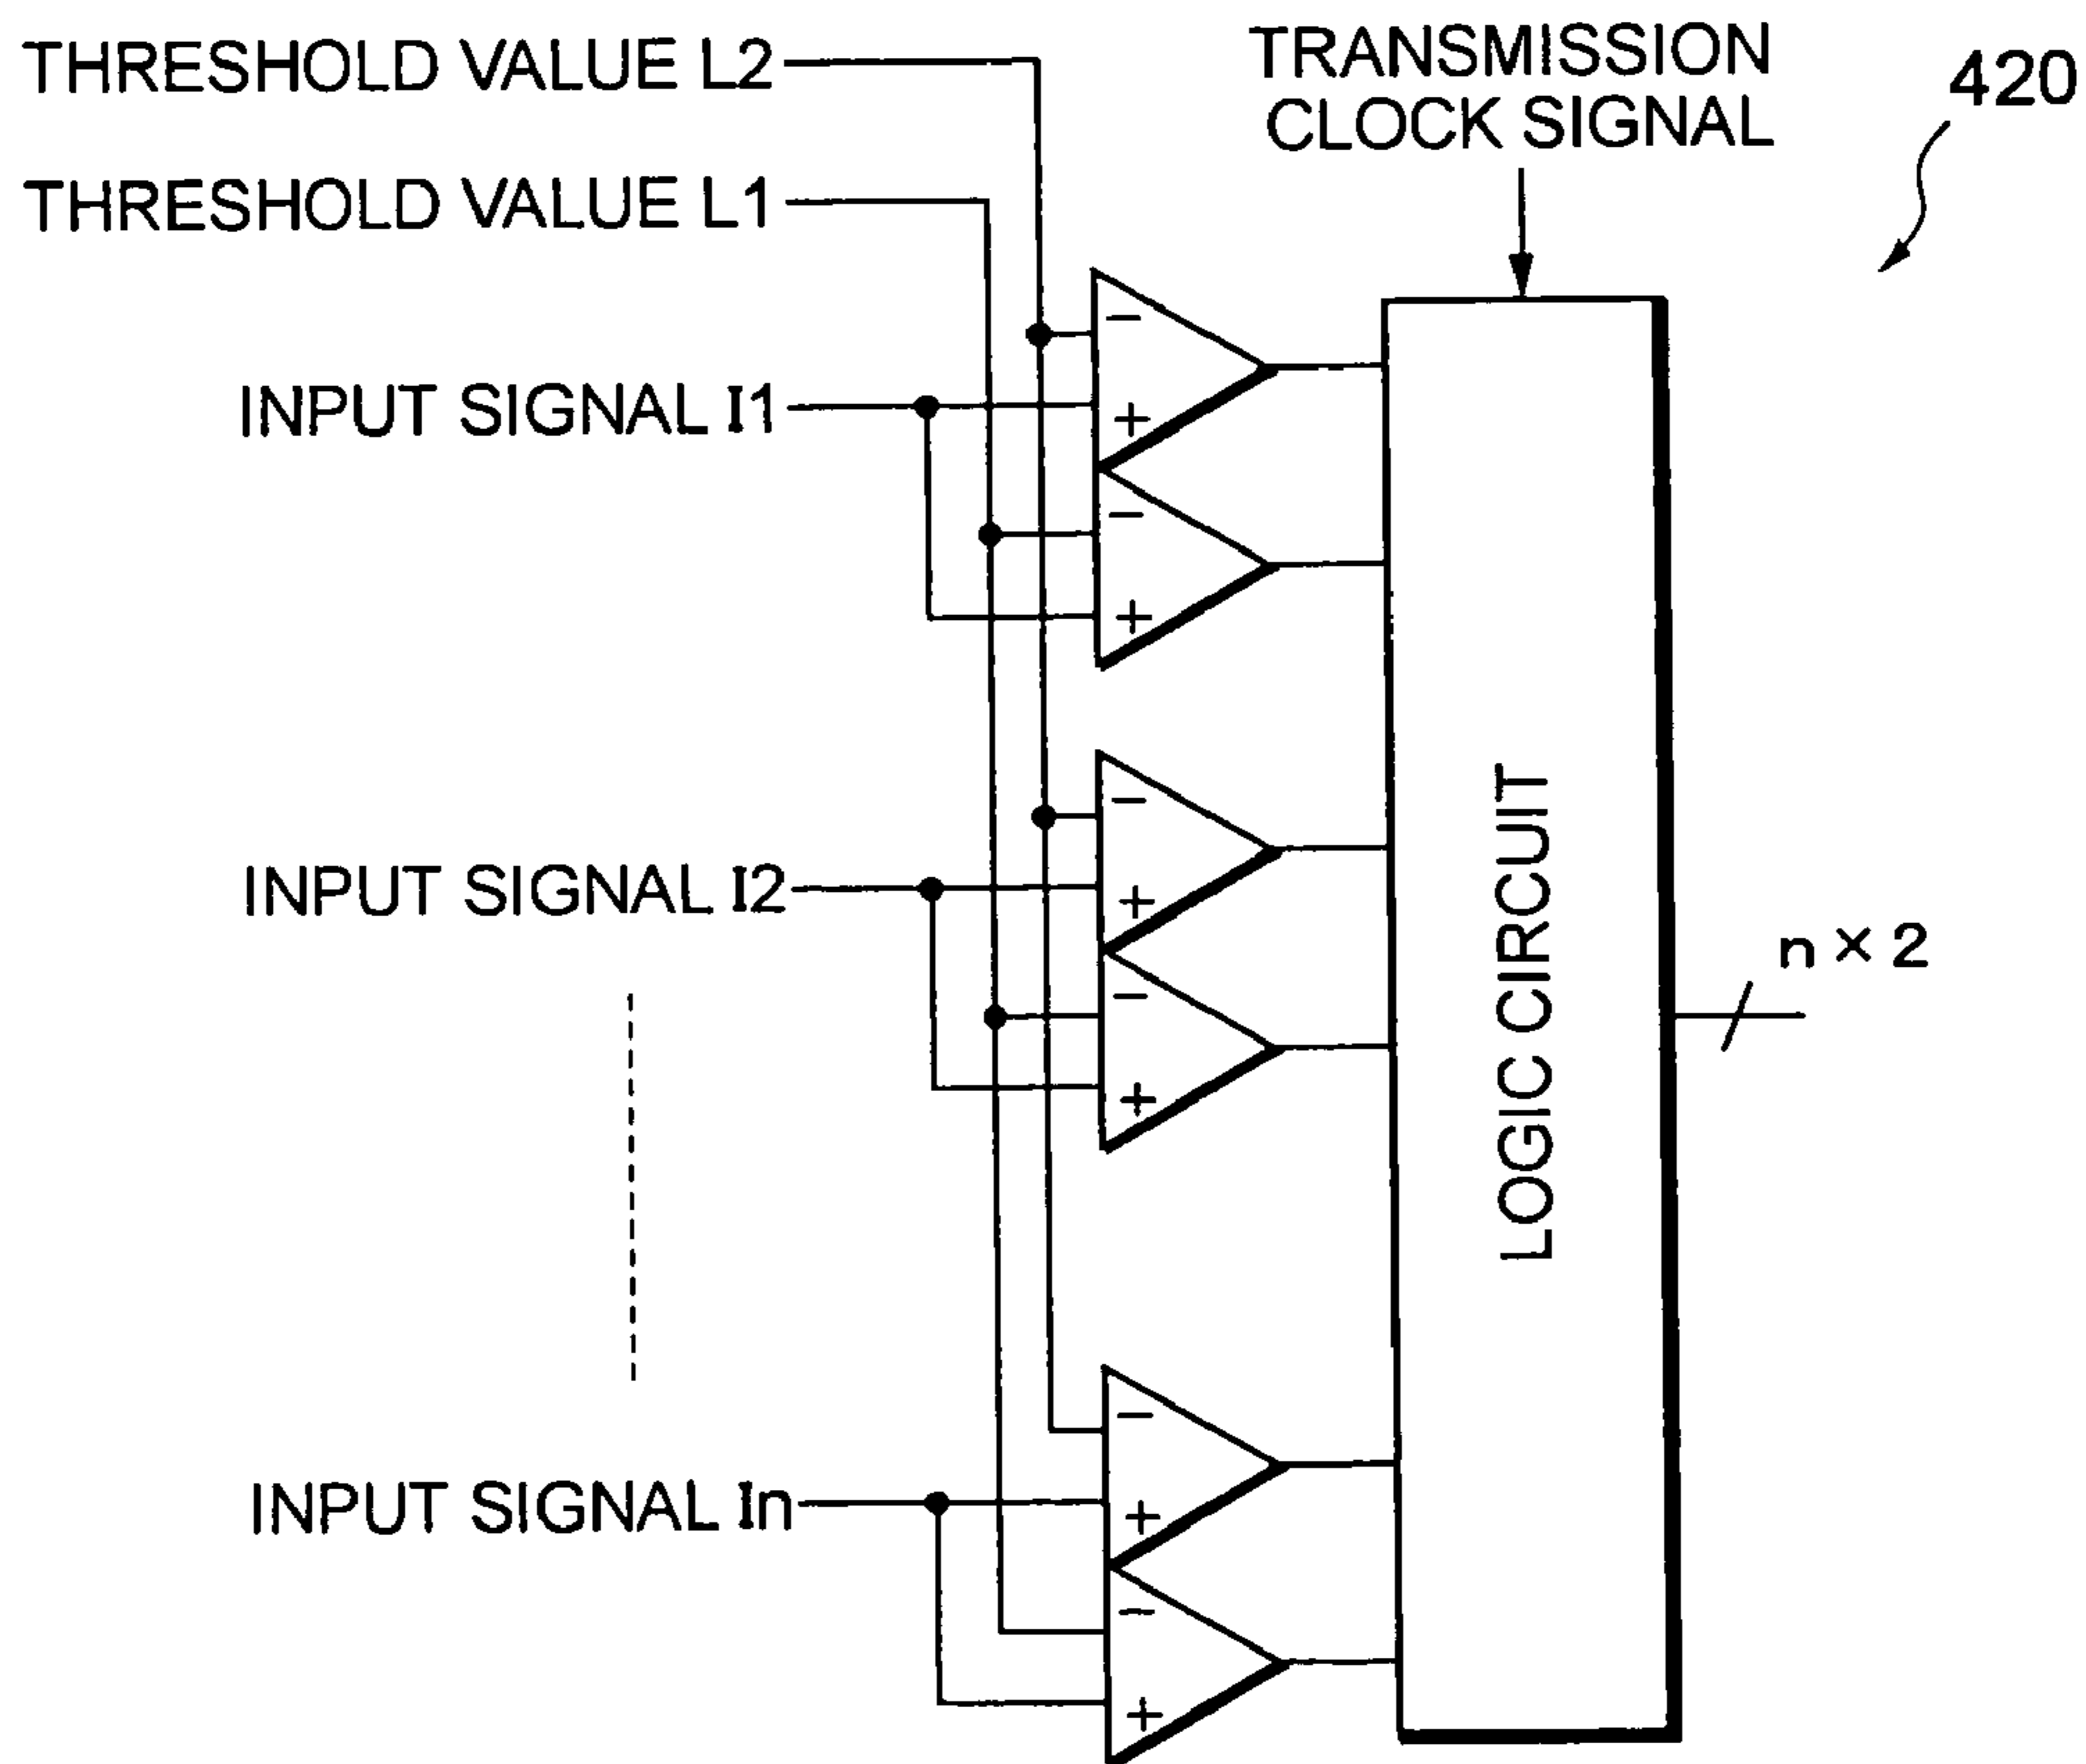 THRESHOLD VALUE L2
THRESHOLD VALUE L1
TRANSMISSION
CLOCK SIGNAL
420
INPUT SIGNAL I1
−
+
−
+
INPUT SIGNAL I2
−
+
−
+
LOGIC CIRCUIT
n × 2
INPUT SIGNAL In
−
+
−
+